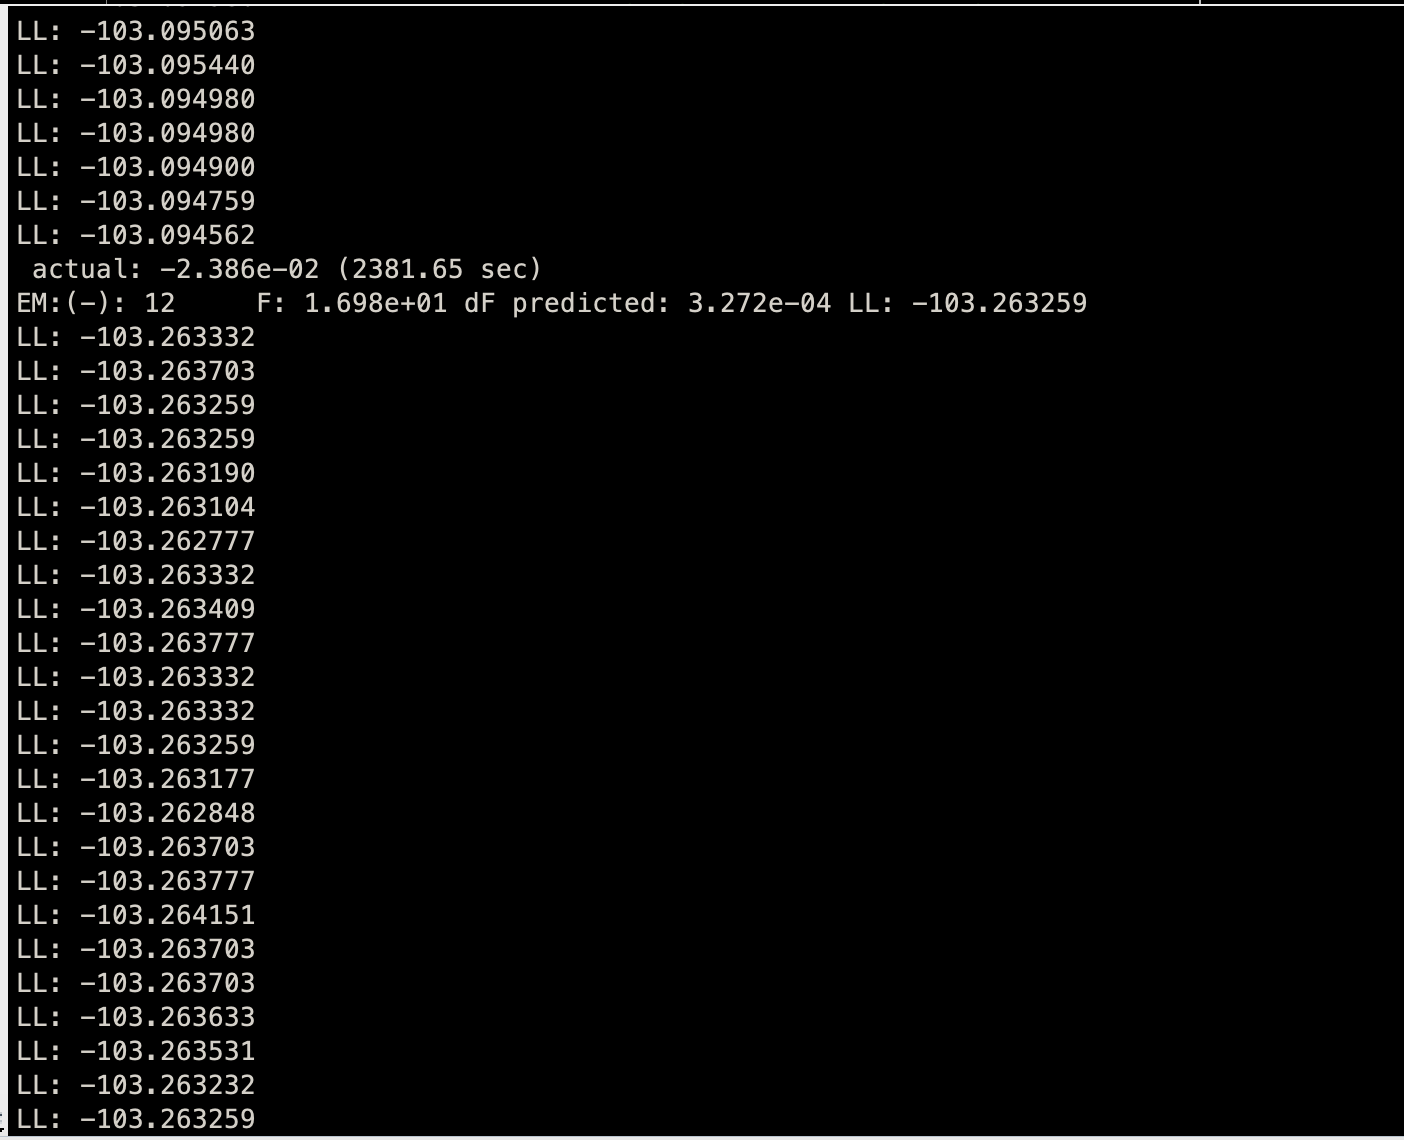 LL: -103.095063
LL: -103.095440
LL: -103.094980
LL: -103.094980
LL: -103.094900
LL: -103.094759
LL: -103.094562
 actual: -2.386e-02 (2381.65 sec)
EM:(-): 12     F: 1.698e+01 dF predicted: 3.272e-04 LL: -103.263259
LL: -103.263332
LL: -103.263703
LL: -103.263259
LL: -103.263259
LL: -103.263190
LL: -103.263104
LL: -103.262777
LL: -103.263332
LL: -103.263409
LL: -103.263777
LL: -103.263332
LL: -103.263332
LL: -103.263259
LL: -103.263177
LL: -103.262848
LL: -103.263703
LL: -103.263777
LL: -103.264151
LL: -103.263703
LL: -103.263703
LL: -103.263633
LL: -103.263531
LL: -103.263232
LL: -103.263259